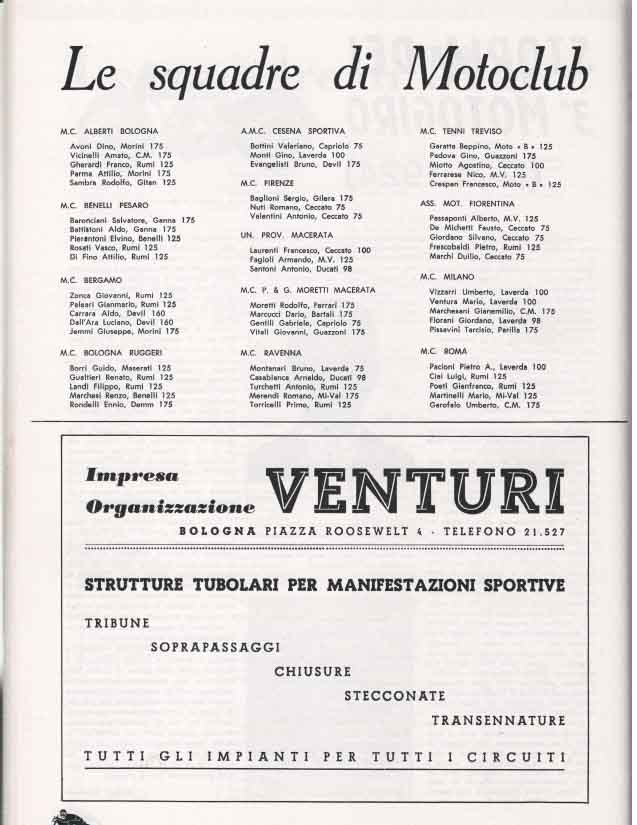 Le squadre di Motoclub
M.C. ALBERTI BOLOGNA
Avoni Dino, Morini 175
Vicinelli Amato, C.M. 175
Gherardi Franco, Rumi 125
Parma Attilio, Morini 175
Sambra Rodolfo, Gitan 125
M.C. BENELLI PESARO
Baronciani Salvatore, Ganna 175
Battistoni Aldo, Ganna 175
Pierantoni Elvino, Benelli 125
Rosati Vasco, Rumi 125
Di Fino Attilio, Rumi 125
M.C. BERGAMO
Zonca Giovanni, Rumi 125
Paleari Gianmario, Rumi 125
Carrara Aldo, Devil 160
Dall'Ara Luciano, Devil 160
Jemmi Giuseppe, Morini 175
M.C. BOLOGNA RUGGERI
Borri Guido, Maserati 125
Gualtieri Renato, Rumi 125
Landi Filippo, Rumi 125
Marchesi Renzo, Benelli 125
Rondelli Ennio, Demm 175
A.M.C. CESENA SPORTIVA
Bottini Valeriano, Capriolo 75
Monti Gino, Laverda 100
Evangelisti Bruno, Devil 175
M.C. FIRENZE
Baglioni Sergio, Gilera 175
Nuti Romano, Ceccato 75
Valentini Antonio, Ceccato 75
UN. PROV. MACERATA
Laurenti Francesco, Ceccato 100
Fagioli Armando, M.V. 125
Santoni Antonio, Ducati 98
M.C. P. & G. MORETTI MACERATA
Moretti Rodolfo, Ferrari 175
Marcucci Dario, Bartali 175
Gentili Gabriele, Capriolo 75
Vitali Giovanni, Guazzoni 175
M.C. RAVENNA
Montanari Bruno, Laverda 75
Casabianca Arnaldo, Ducati 98
Turchetti Antonio, Rumi 125
Merendi Romano, Mi-Val 175
Torricelli Primo, Rumi 125
M.C. TENNI TREVISO
Garatte Beppino, Moto « B » 125
Padova Gino, Guazzoni 175
Miotto Agostino, Ceccato 100
Ferrarese Nico, M.V. 125
Crespan Francesco, Moto « B » 125
ASS. MOT. FIORENTINA
Passaponti Alberto, M.V. 125
De Michetti Fausto, Ceccato 75
Giordano Silvano, Ceccato 75
Frescobaldi Pietro, Rumi 125
Marchi Duilio, Ceccato 75
M.C. MILANO
Vizzarri Umberto, Laverda 100
Ventura Mario, Laverda 100
Marchesani Gianemilio, C.M. 175
Fiorani Giordano, Laverda 98
Pissavini Tarcisio, Parilla 175
M.C. ROMA
Pacioni Pietro A., Laverda 100
Ciai Luigi, Rumi 125
Poeti Gianfranco, Rumi 125
Martinelli Mario, Mi-Val 125
Garofalo Umberto, C.M. 175
Impresa
Organizzazione VENTURI
BOLOGNA PIAZZA ROOSEWELT 4 - TELEFONO 21.527
STRUTTURE TUBOLARI PER MANIFESTAZIONI SPORTIVE
TRIBUNE
SOPRAPASSAGGI
CHIUSURE
STECCONATE
TRANSENNATURE
TUTTI GLI IMPIANTI PER TUTTI I CIRCUITI